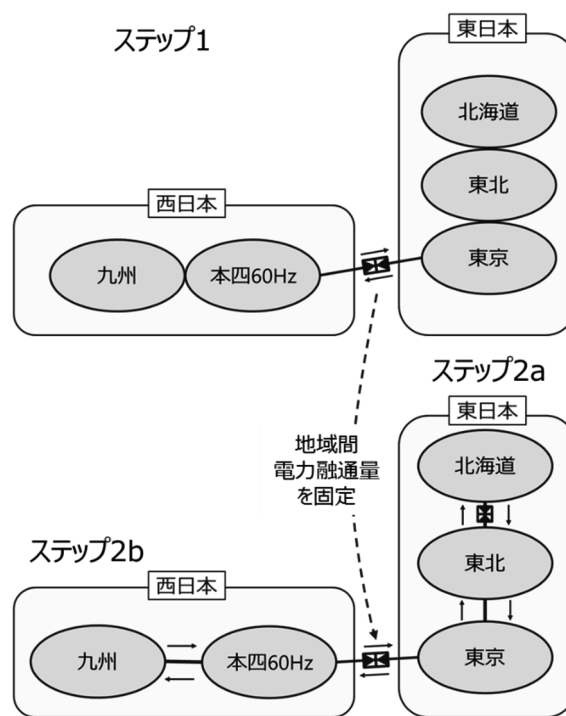 ステップ1
東日本
北海道
東北
東京
西日本
九州
本四60Hz
地域間
電力融通量
を固定
ステップ2a
東日本
北海道
東北
東京
ステップ2b
西日本
九州
本四60Hz